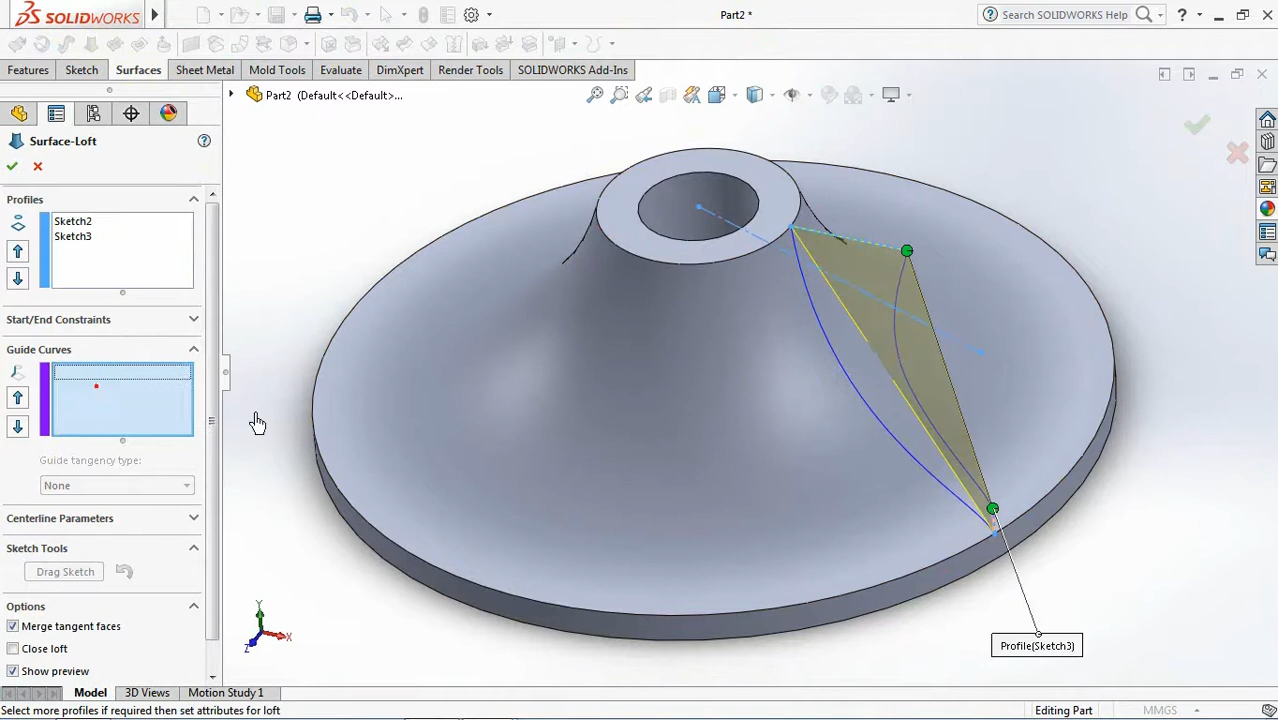 SOLIDWORKS
Part2 *
Search SOLIDWORKS Help
?
Features
Sketch
Surfaces
Sheet Metal
Mold Tools
Evaluate
DimXpert
Render Tools
SOLIDWORKS Add-Ins
Part2 (Default<<Default>...
Surface-Loft
?
Profiles
Sketch2
Sketch3
Start/End Constraints
Guide Curves
Guide tangency type:
None
Centerline Parameters
Sketch Tools
Drag Sketch
Options
Merge tangent faces
Close loft
Show preview
Y
X
Z
Profile(Sketch3)
Model
3D Views
Motion Study 1
Select more profiles if required then set attributes for loft
Editing Part
MMGS